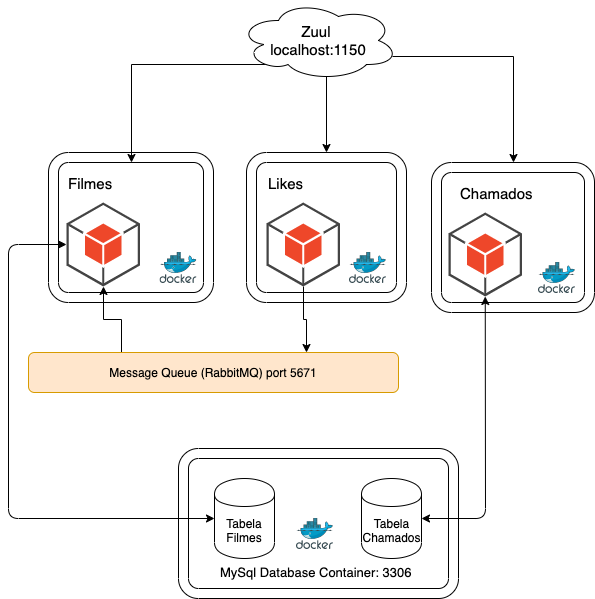 Zuul
localhost:1150
Filmes
Likes
Chamados
docker
docker
docker
Message Queue (RabbitMQ) port 5671
Tabela
Filmes
docker
Tabela
Chamados
MySql Database Container: 3306